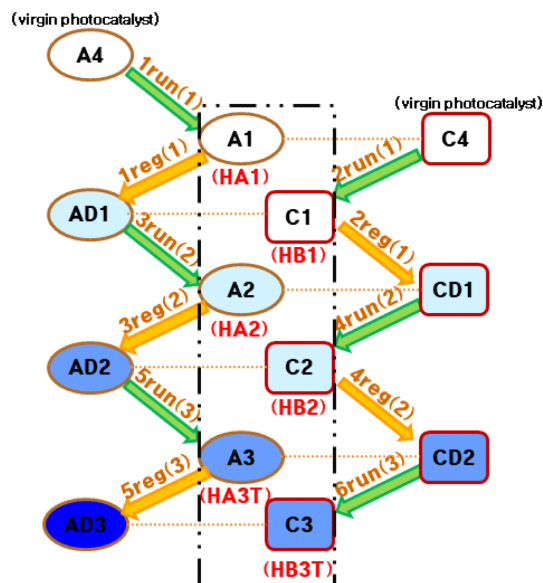 (virgin photocatalyst)
A4
1run(1)
(virgin photocatalyst)
A1
C4
1reg(1)
(HA1)
2run(1)
AD1
3run(2)
C1
2reg(1)
(HB1)
A2
CD1
3reg(2)
(HA2)
4run(2)
AD2
5run(3)
C2
4reg(2)
(HB2)
A3
CD2
5reg(3)
(HA3T)
6run(3)
AD3
C3
(HB3T)